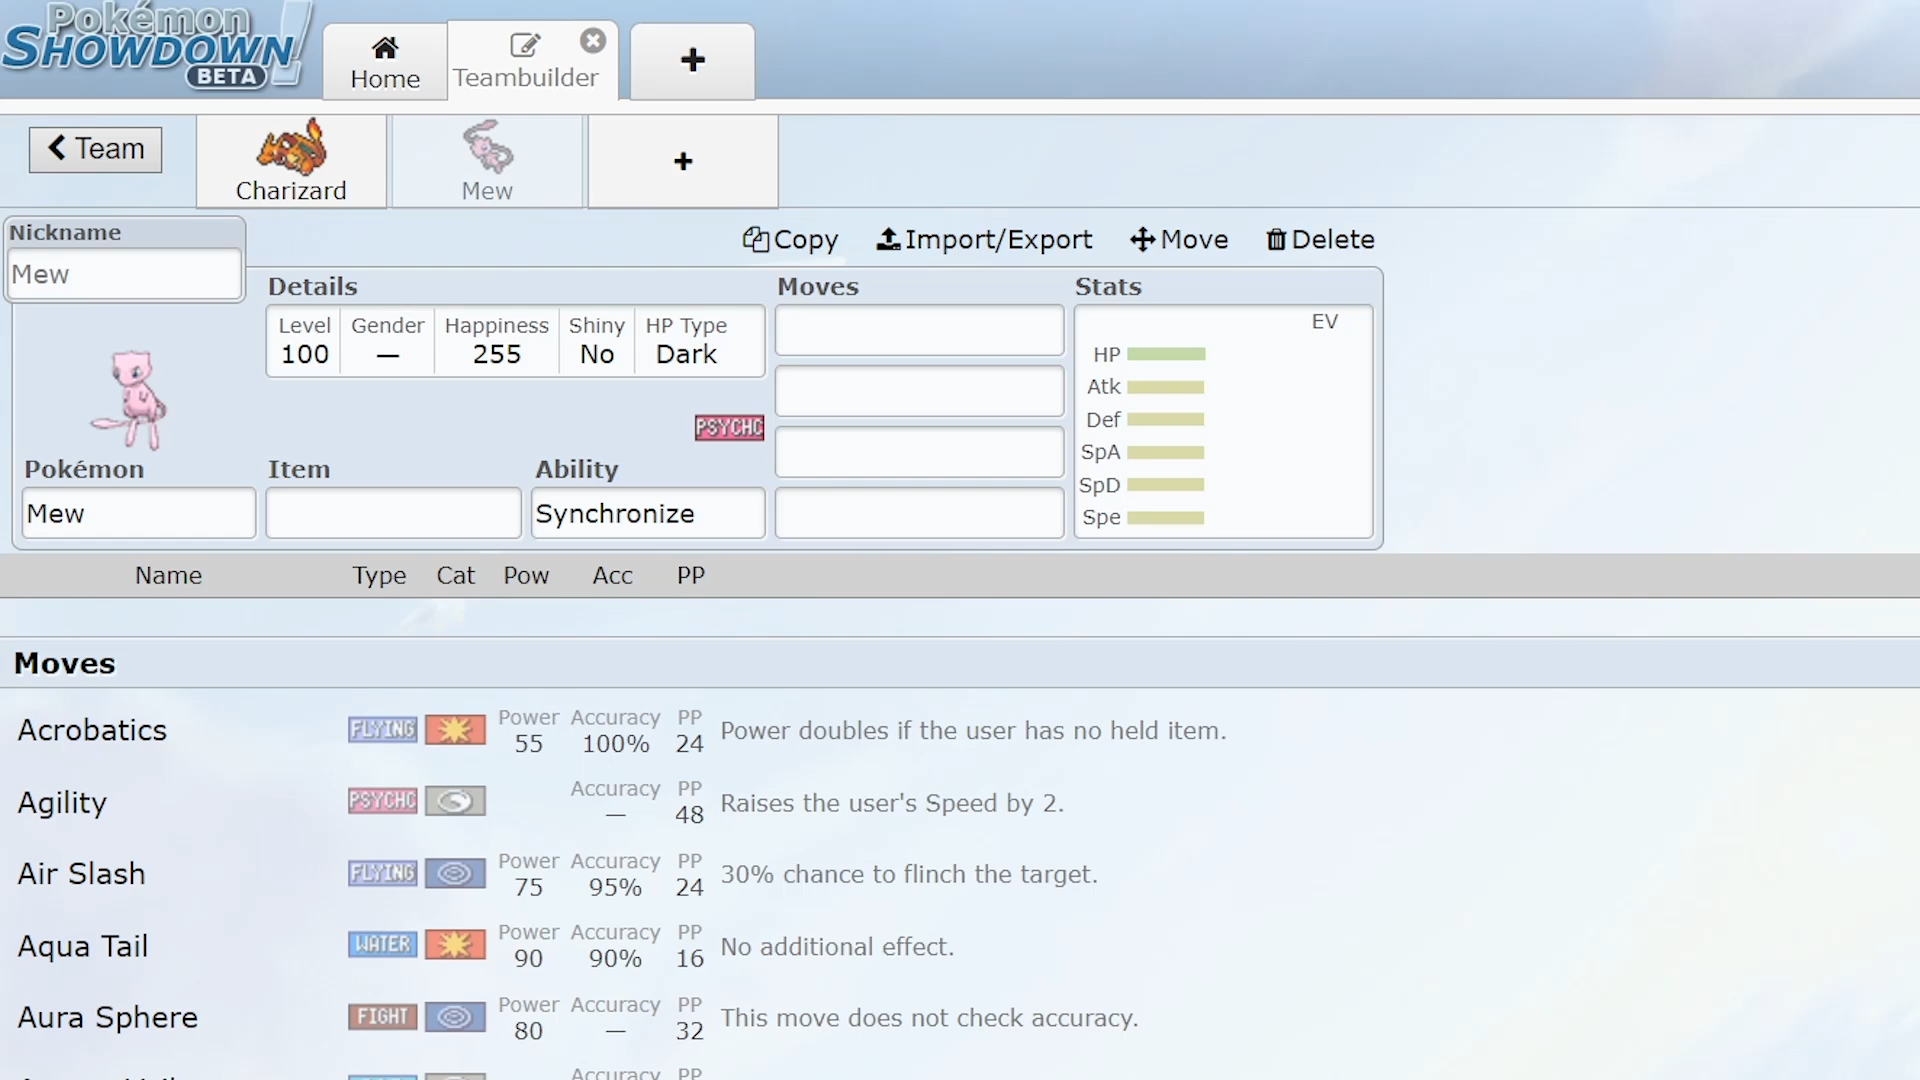 Pokémon
SHOWDOWN!
BETA
Home
Teambuilder
+
Team
Charizard
Mew
+
Nickname
Mew
Copy
Import/Export
Move
Delete
Details
Level Gender Happiness Shiny HP Type
100 — 255 No Dark
PSYCHC
Pokémon Item Ability
Mew Synchronize
Moves
Stats
EV
HP
Atk
Def
SpA
SpD
Spe
Name Type Cat Pow Acc PP
Moves
Acrobatics FLYING Power 55 Accuracy 100% PP 24 Power doubles if the user has no held item.
Agility PSYCHC Accuracy — PP 48 Raises the user's Speed by 2.
Air Slash FLYING Power 75 Accuracy 95% PP 24 30% chance to flinch the target.
Aqua Tail WATER Power 90 Accuracy 90% PP 16 No additional effect.
Aura Sphere FIGHT Power 80 Accuracy — PP 32 This move does not check accuracy.
Accuracy PP